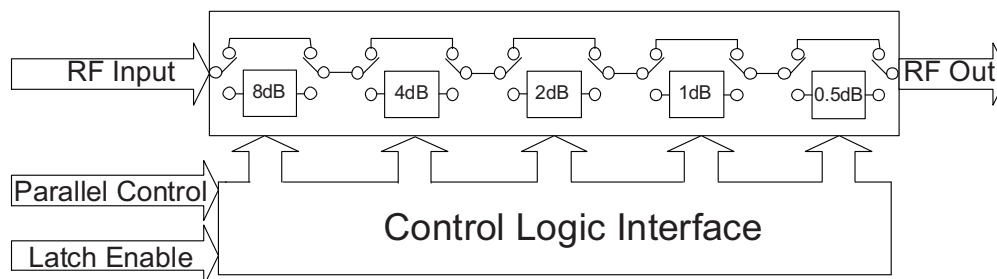 RF Input
8dB
4dB
2dB
1dB
0.5dB
RF Out
Parallel Control
Control Logic Interface
Latch Enable